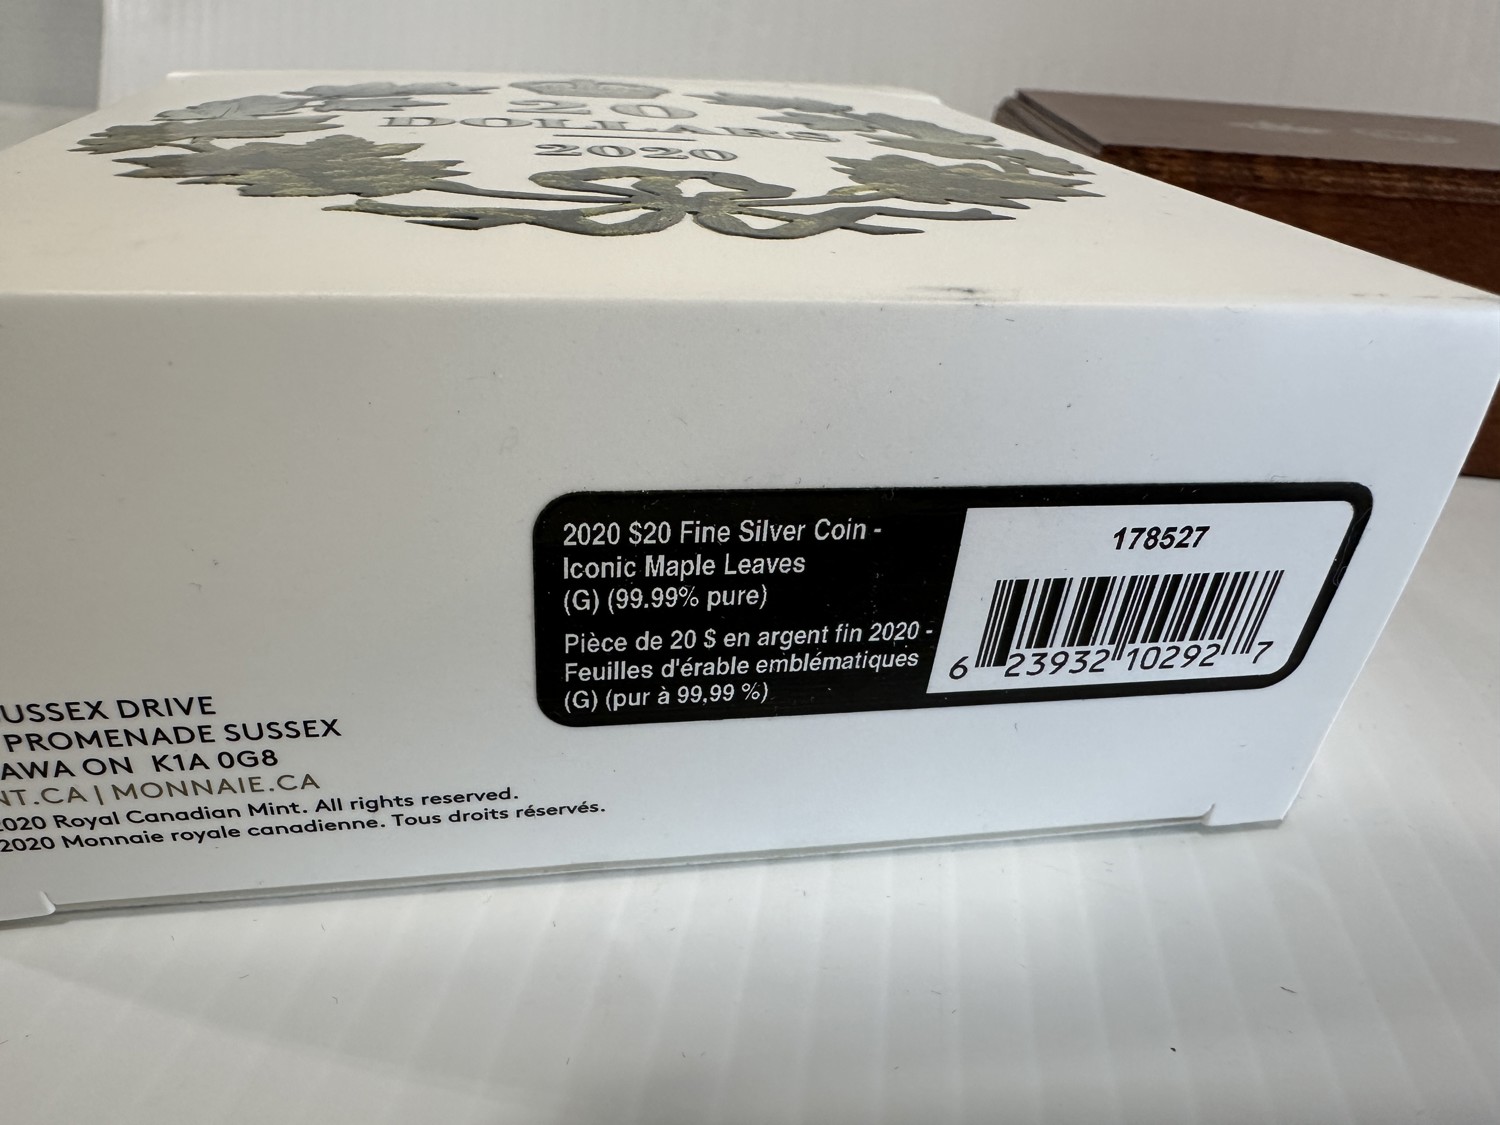 20
DOLLARS
2020
2020 $20 Fine Silver Coin -
Iconic Maple Leaves
(G) (99.99% pure)
Pièce de 20 $ en argent fin 2020 -
Feuilles d'érable emblématiques
(G) (pur à 99,99 %)
178527
6 23932 10292 7
USSEX DRIVE
PROMENADE SUSSEX
AWA ON K1A 0G8
NT.CA | MONNAIE.CA
2020 Royal Canadian Mint. All rights reserved.
2020 Monnaie royale canadienne. Tous droits réservés.